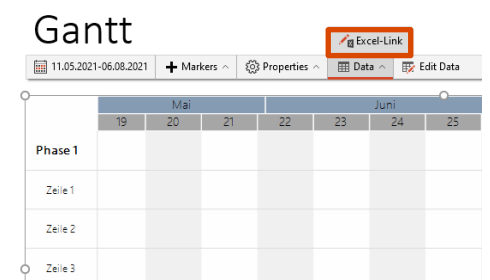 Gantt
Excel-Link
11.05.2021-06.08.2021 Markers Properties Data Edit Data
Mai Juni
19 20 21 22 23 24 25
Phase 1
Zeile 1
Zeile 2
Zeile 3